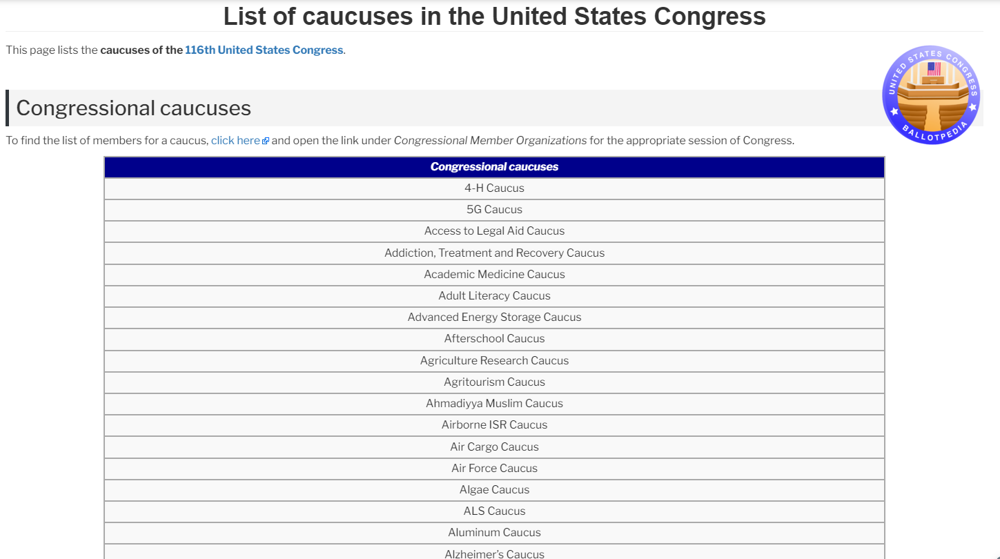 List of caucuses in the United States Congress
This page lists the caucuses of the 116th United States Congress.
UNITED STATES CONGRESS
BALLOTPEDIA
Congressional caucuses
To find the list of members for a caucus, click here and open the link under Congressional Member Organizations for the appropriate session of Congress.
Congressional caucuses
4-H Caucus
5G Caucus
Access to Legal Aid Caucus
Addiction, Treatment and Recovery Caucus
Academic Medicine Caucus
Adult Literacy Caucus
Advanced Energy Storage Caucus
Afterschool Caucus
Agriculture Research Caucus
Agritourism Caucus
Ahmadiyya Muslim Caucus
Airborne ISR Caucus
Air Cargo Caucus
Air Force Caucus
Algae Caucus
ALS Caucus
Aluminum Caucus
Alzheimer's Caucus